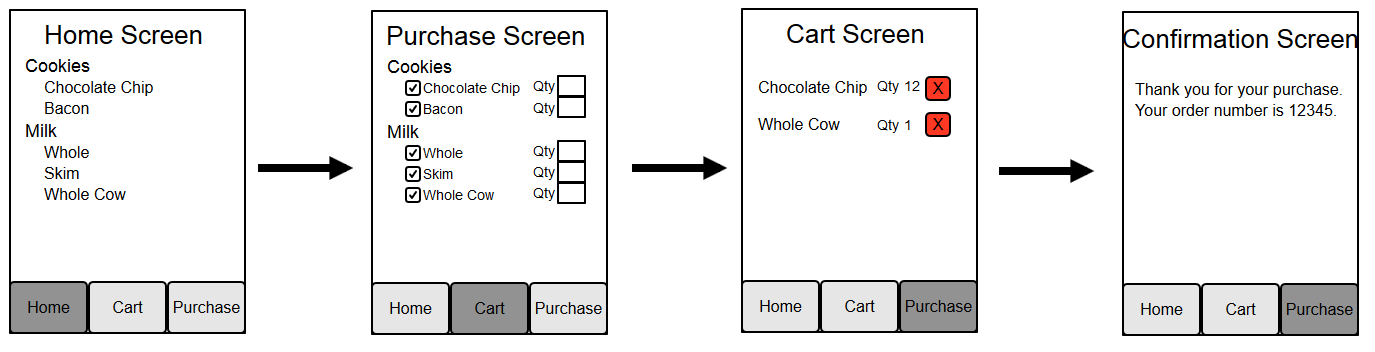 Home Screen
Cookies
Chocolate Chip
Bacon
Milk
Whole
Skim
Whole Cow
Home Cart Purchase
Purchase Screen
Cookies
Chocolate Chip Qty
Bacon Qty
Milk
Whole Qty
Skim Qty
Whole Cow Qty
Home Cart Purchase
Cart Screen
Chocolate Chip Qty 12 X
Whole Cow Qty 1 X
Home Cart Purchase
Confirmation Screen
Thank you for your purchase.
Your order number is 12345.
Home Cart Purchase